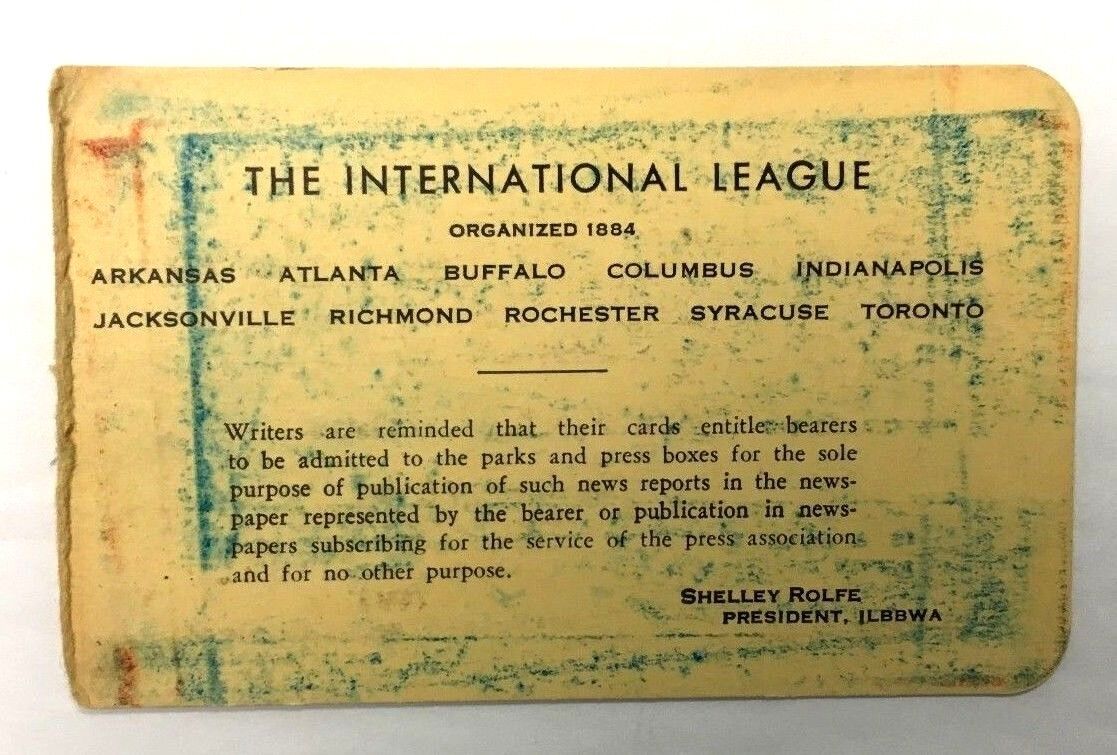 THE INTERNATIONAL LEAGUE
ORGANIZED 1884
ARKANSAS ATLANTA BUFFALO COLUMBUS INDIANAPOLIS
JACKSONVILLE RICHMOND ROCHESTER SYRACUSE TORONTO
Writers are reminded that their cards entitle bearers
to be admitted to the parks and press boxes for the sole
purpose of publication of such news reports in the news-
paper represented by the bearer or publication in news-
papers subscribing for the service of the press association
and for no other purpose.
SHELLEY ROLFE
PRESIDENT, ILBBWA